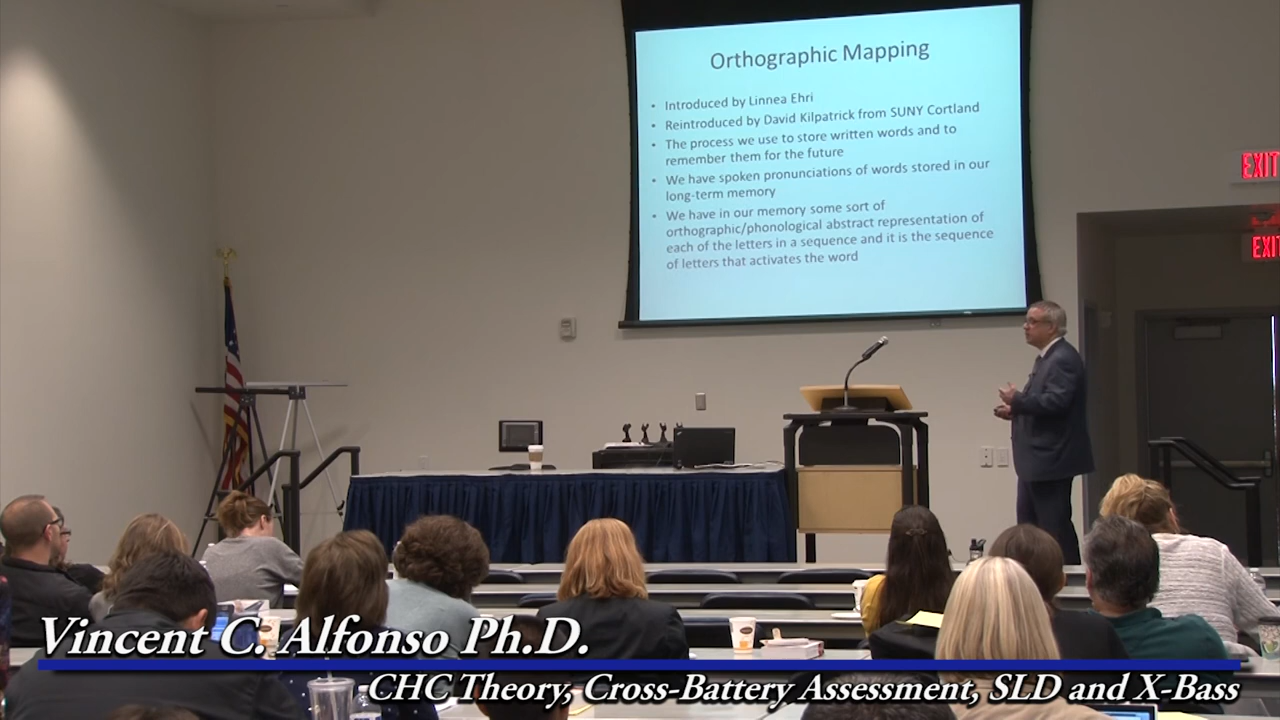 Orthographic Mapping
• Introduced by Linnea Ehri
• Reintroduced by David Kilpatrick from SUNY Cortland
• The process we use to store written words and to
remember them for the future
• We have spoken pronunciations of words stored in our
long-term memory
• We have in our memory some sort of
orthographic/phonological abstract representation of
each of the letters in a sequence and it is the sequence
of letters that activates the word
EXIT
EXIT
Vincent C. Alfonso Ph.D.
CHC Theory, Cross-Battery Assessment, SLD and X-Bass